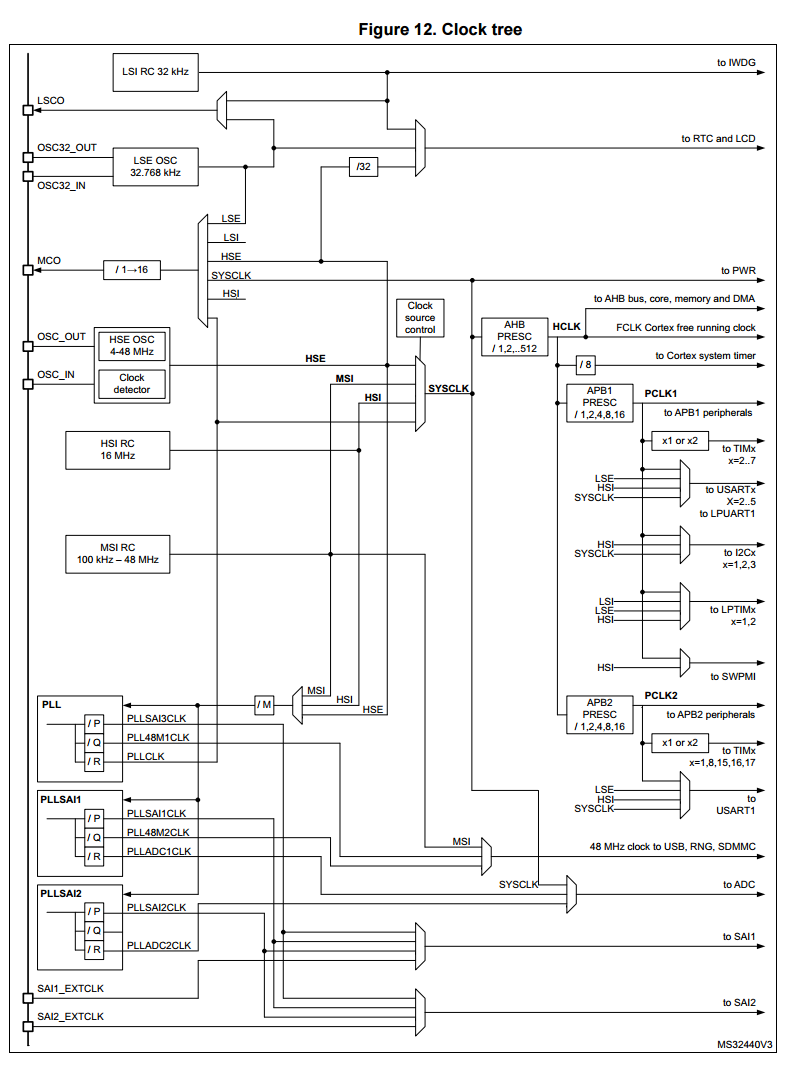 Figure 12. Clock tree
LSI RC 32 kHz
to IWDG
LSCO
OSC32_OUT
LSE OSC
32.768 kHz
OSC32_IN
/32
to RTC and LCD
LSE
LSI
HSE
SYSCLK
HSI
MCO
/ 1→16
to PWR
Clock
source
control
to AHB bus, core, memory and DMA
AHB
PRESC
/ 1,2,..512
HCLK
FCLK Cortex free running clock
/ 8
to Cortex system timer
OSC_OUT
HSE OSC
4-48 MHz
OSC_IN
Clock
detector
HSE
MSI
HSI
SYSCLK
APB1
PRESC
/ 1,2,4,8,16
PCLK1
to APB1 peripherals
x1 or x2
to TIMx
x=2..7
LSE
HSI
SYSCLK
to USARTx
X=2..5
to LPUART1
HSI RC
16 MHz
MSI RC
100 kHz – 48 MHz
HSI
SYSCLK
to I2Cx
x=1,2,3
LSI
LSE
HSI
to LPTIMx
x=1,2
HSI
to SWPMI
MSI
HSI
HSE
/ M
PLL
/ P
PLLSAI3CLK
/ Q
PLL48M1CLK
/ R
PLLCLK
APB2
PRESC
/ 1,2,4,8,16
PCLK2
to APB2 peripherals
x1 or x2
to TIMx
x=1,8,15,16,17
LSE
HSI
SYSCLK
to
USART1
PLLSAI1
/ P
PLLSAI1CLK
/ Q
PLL48M2CLK
/ R
PLLADC1CLK
MSI
48 MHz clock to USB, RNG, SDMMC
SYSCLK
to ADC
PLLSAI2
/ P
PLLSAI2CLK
/ Q
/ R
PLLADC2CLK
to SAI1
SAI1_EXTCLK
SAI2_EXTCLK
to SAI2
MS32440V3